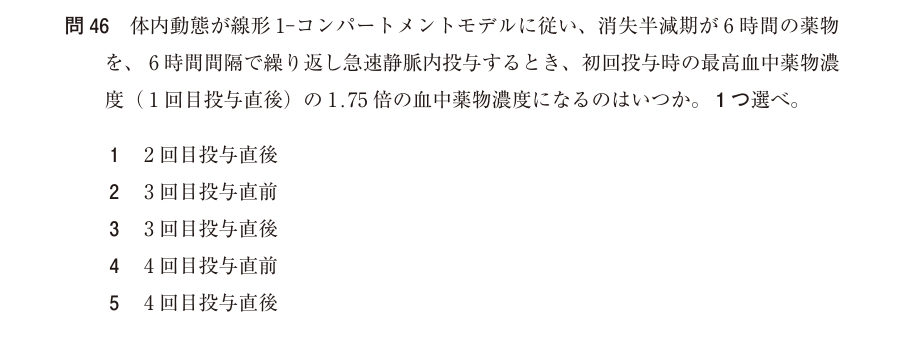 問 46　体内動態が線形 1-コンパートメントモデルに従い、消失半減期が 6 時間の薬物
を、6 時間間隔で繰り返し急速静脈内投与するとき、初回投与時の最高血中薬物濃
度（1 回目投与直後）の 1.75 倍の血中薬物濃度になるのはいつか。1 つ選べ。
1　2 回目投与直後
2　3 回目投与直前
3　3 回目投与直後
4　4 回目投与直前
5　4 回目投与直後